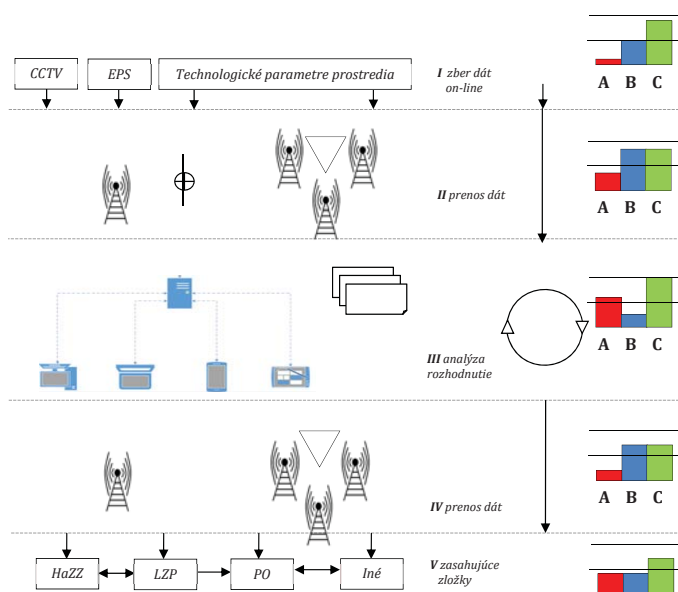 CCTV
EPS
Technologické parametre prostredia
I zber dát
on-line
A B C
II prenos dát
A B C
III analýza
rozhodnutie
A B C
IV prenos dát
A B C
HaZZ
LZP
PO
Iné
V zasahujúce
zložky